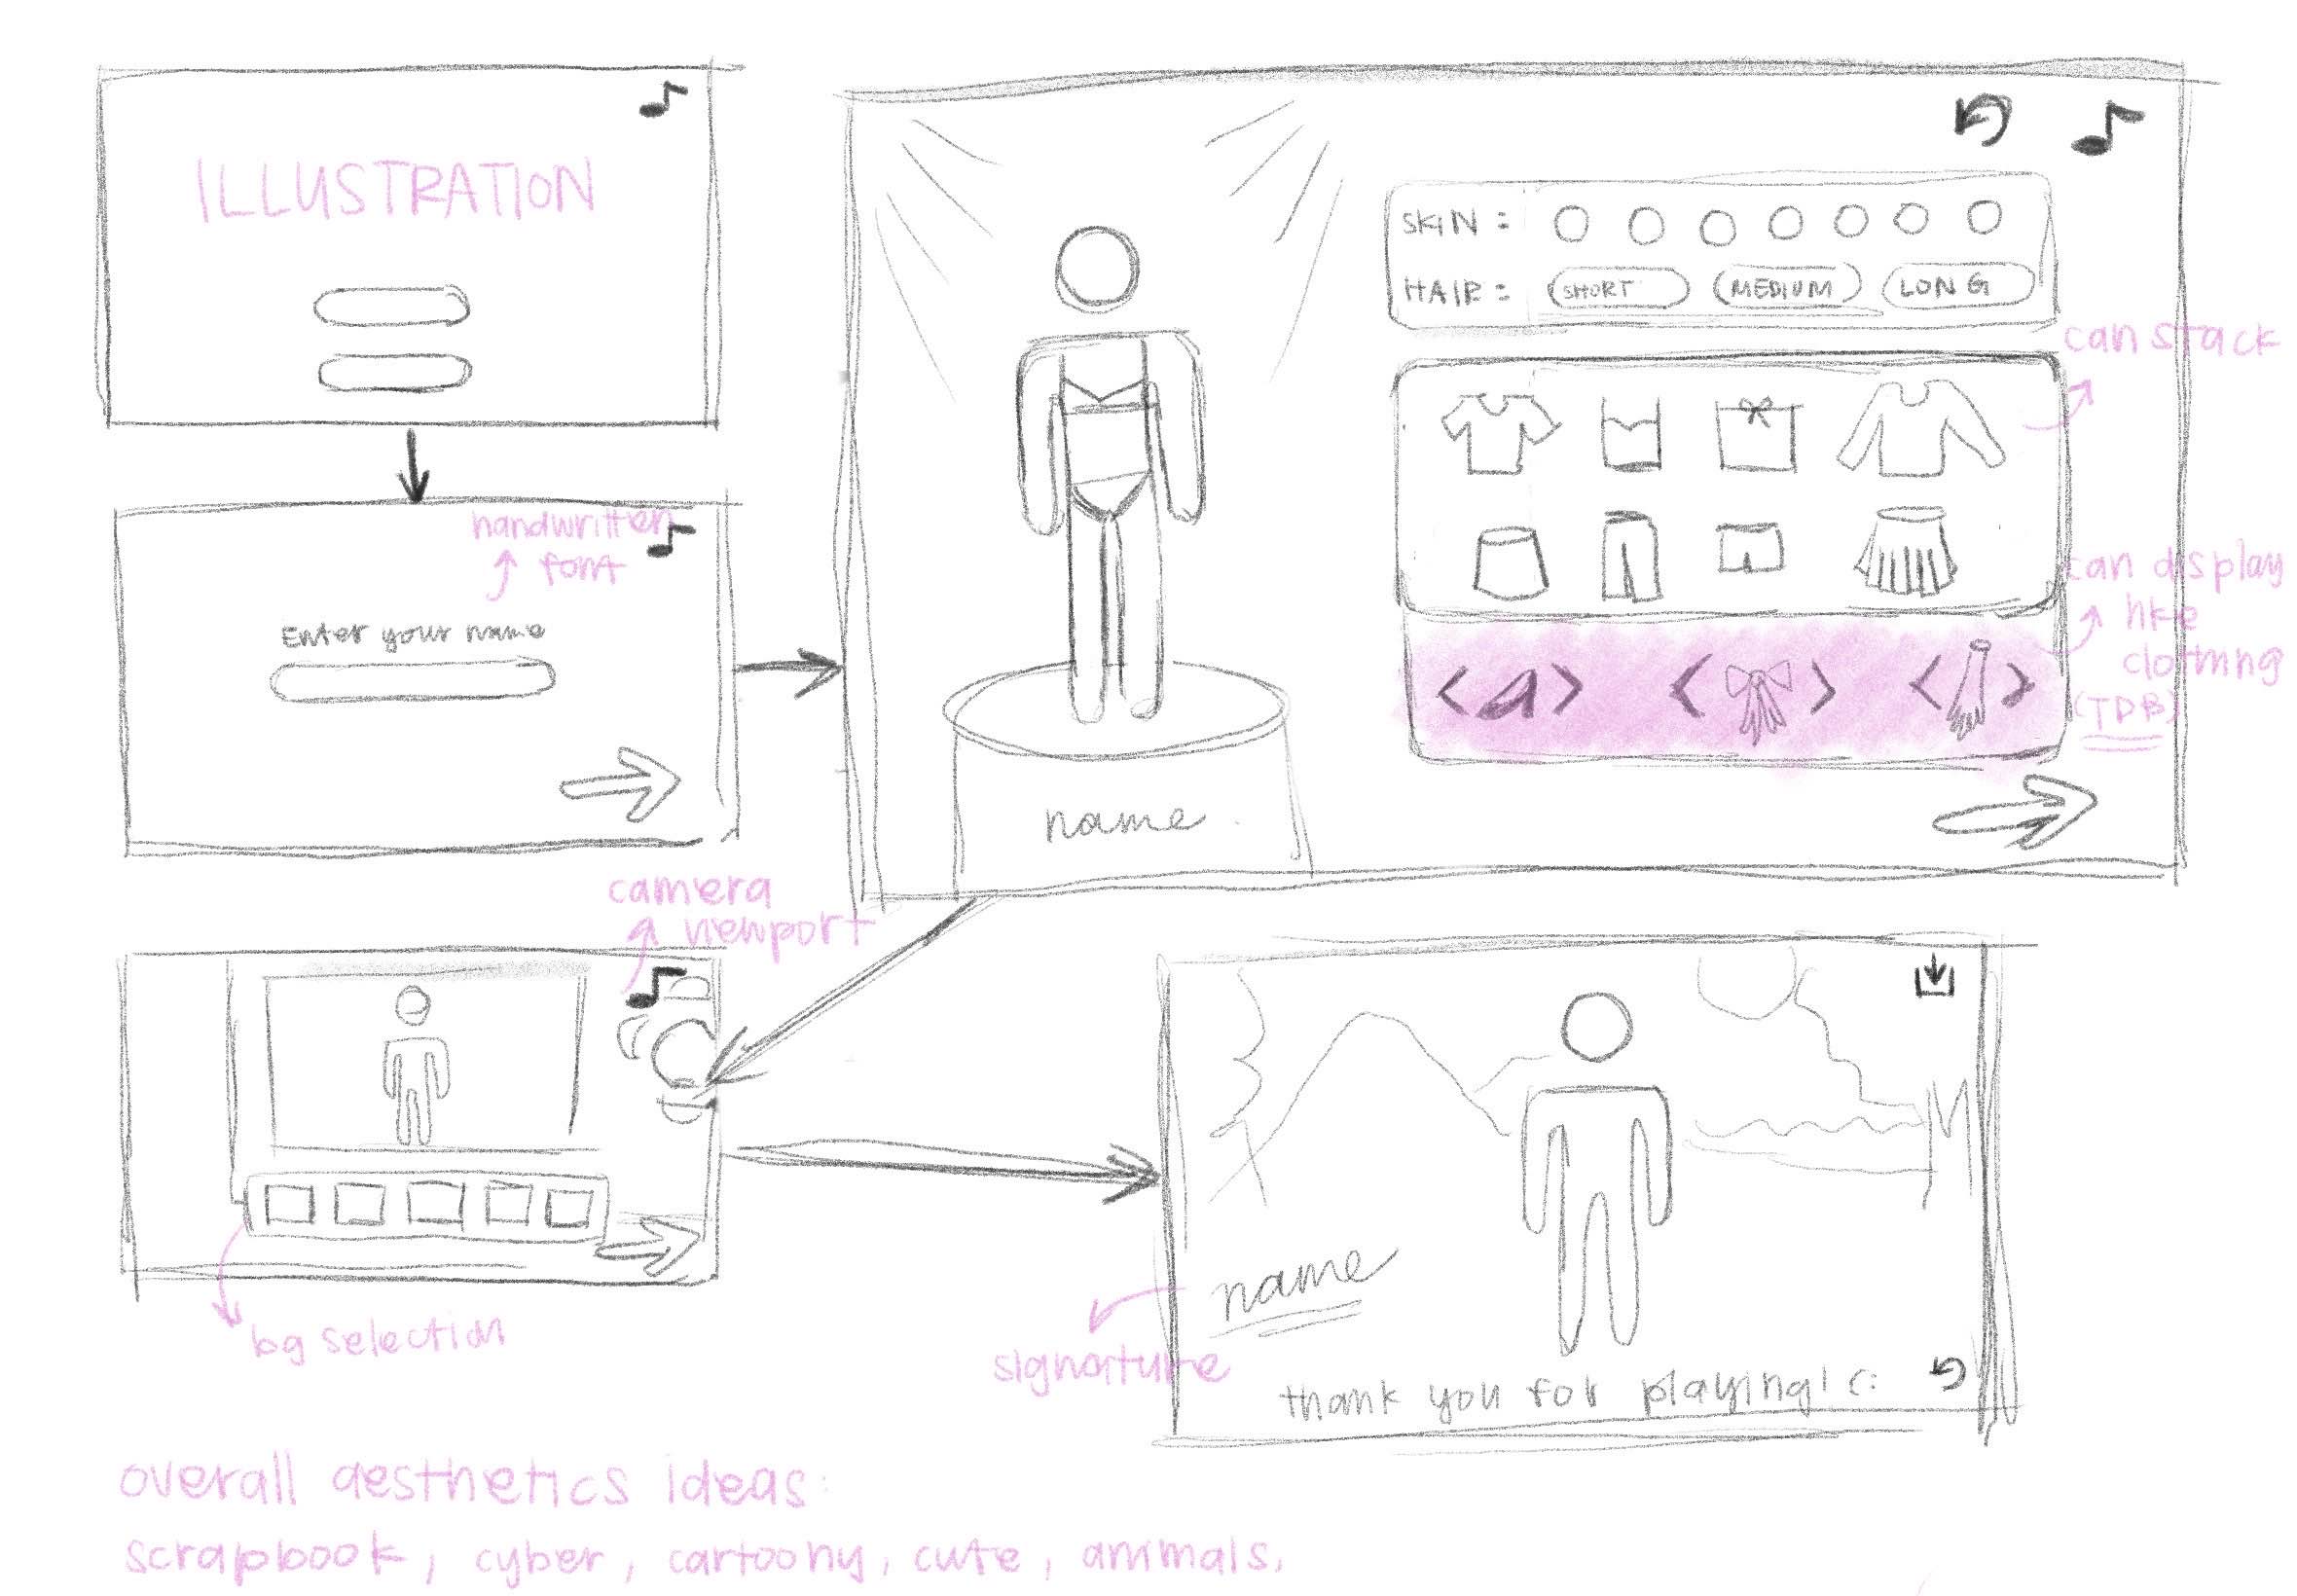 ILLUSTRATION
handwritten
font
Enter your name
SKIN :
HAIR : SHORT MEDIUM LONG
can stack
can display
like
clothing
(TDB)
name
camera
viewport
bg selection
name
signature
thank you for playing! c:
overall aesthetics ideas:
scrapbook, cyber, cartoony, cute, animals.